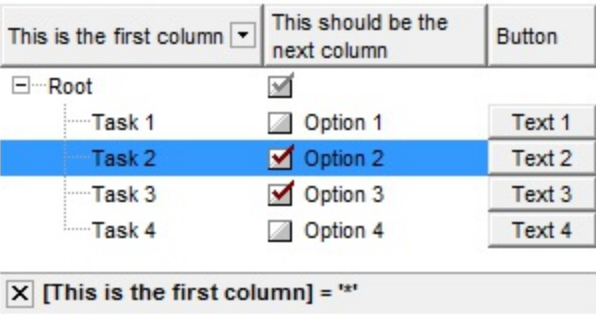 This is the first column
This should be the
next column
Button
Root
Task 1 Option 1 Text 1
Task 2 Option 2 Text 2
Task 3 Option 3 Text 3
Task 4 Option 4 Text 4
[This is the first column] = '*'